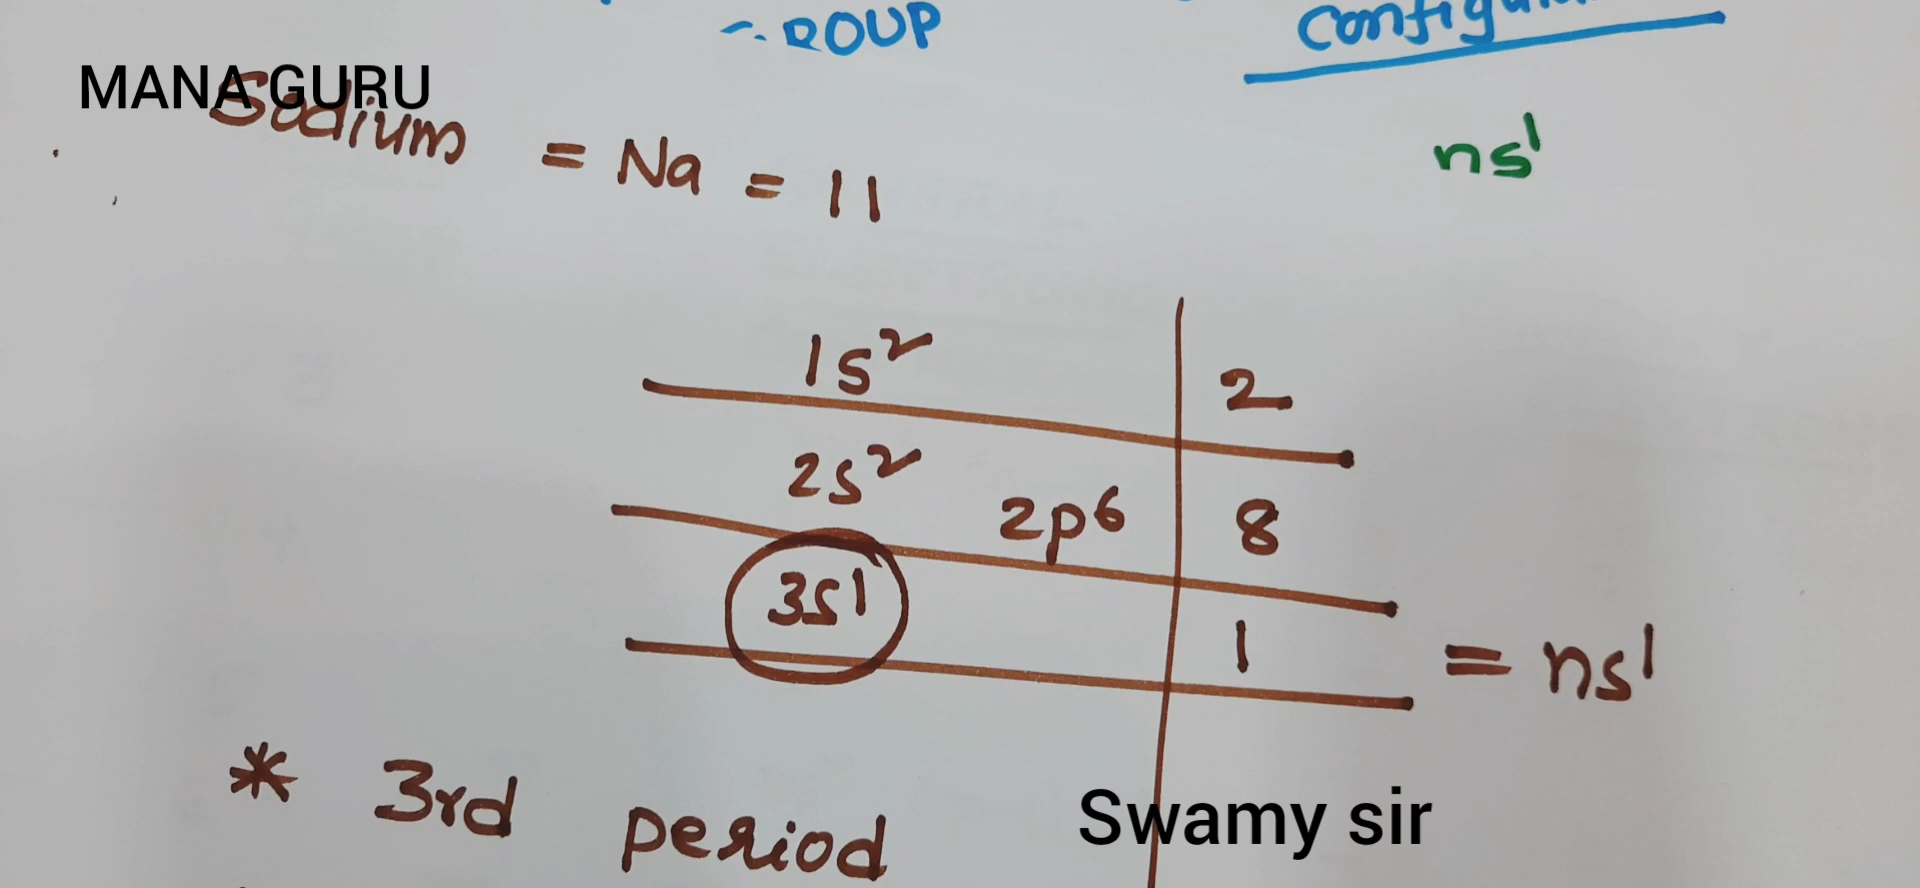 GROUP
MANA GURU
Sodium = Na = 11
ns¹
1s² 2
2s² 2p⁶ 8
3s¹ 1 = ns¹
* 3rd period
Swamy sir